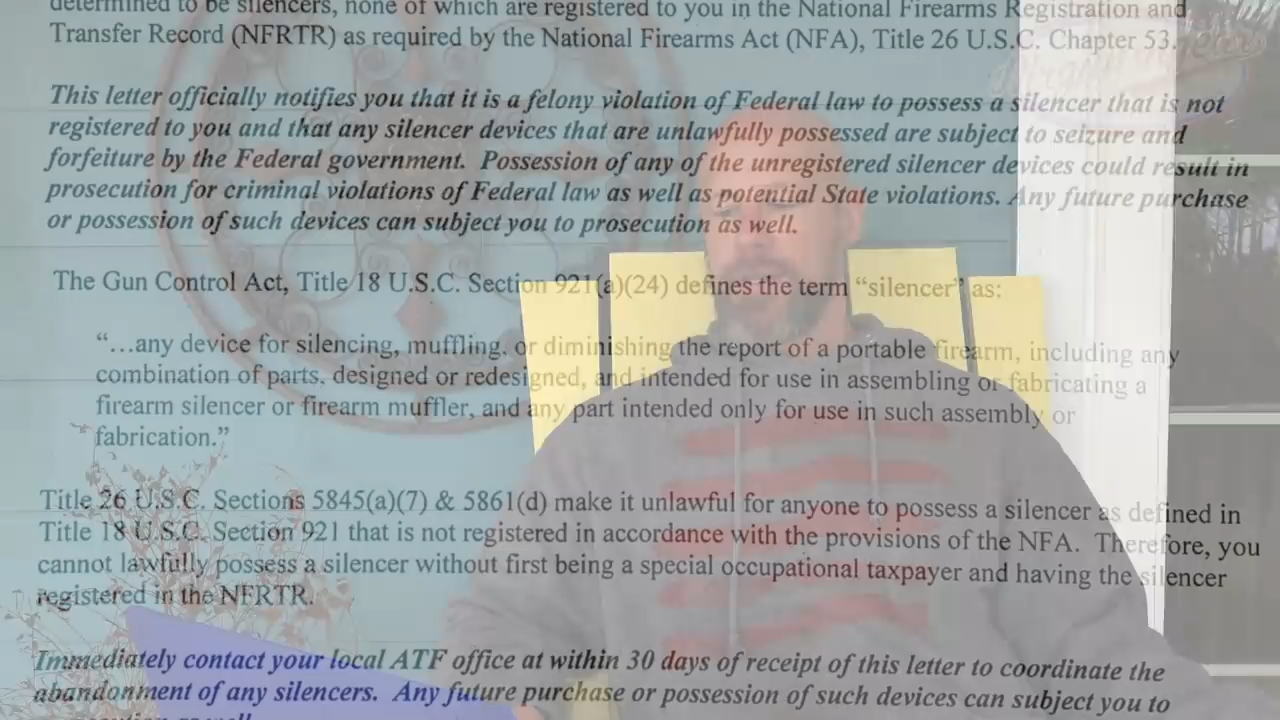 determined to be silencers, none of which are registered to you in the National Firearms Registration and
Transfer Record (NFRTR) as required by the National Firearms Act (NFA), Title 26 U.S.C. Chapter 53.
This letter officially notifies you that it is a felony violation of Federal law to possess a silencer that is not
registered to you and that any silencer devices that are unlawfully possessed are subject to seizure and
forfeiture by the Federal government. Possession of any of the unregistered silencer devices could result in
prosecution for criminal violations of Federal law as well as potential State violations. Any future purchase
or possession of such devices can subject you to prosecution as well.
The Gun Control Act, Title 18 U.S.C. Section 921(a)(24) defines the term “silencer” as:
“…any device for silencing, muffling, or diminishing the report of a portable firearm, including any
combination of parts, designed or redesigned, and intended for use in assembling or fabricating a
firearm silencer or firearm muffler, and any part intended only for use in such assembly or
fabrication.”
Title 26 U.S.C. Sections 5845(a)(7) & 5861(d) make it unlawful for anyone to possess a silencer as defined in
Title 18 U.S.C. Section 921 that is not registered in accordance with the provisions of the NFA. Therefore, you
cannot lawfully possess a silencer without first being a special occupational taxpayer and having the silencer
registered in the NFRTR.
Immediately contact your local ATF office at within 30 days of receipt of this letter to coordinate the
abandonment of any silencers. Any future purchase or possession of such devices can subject you to